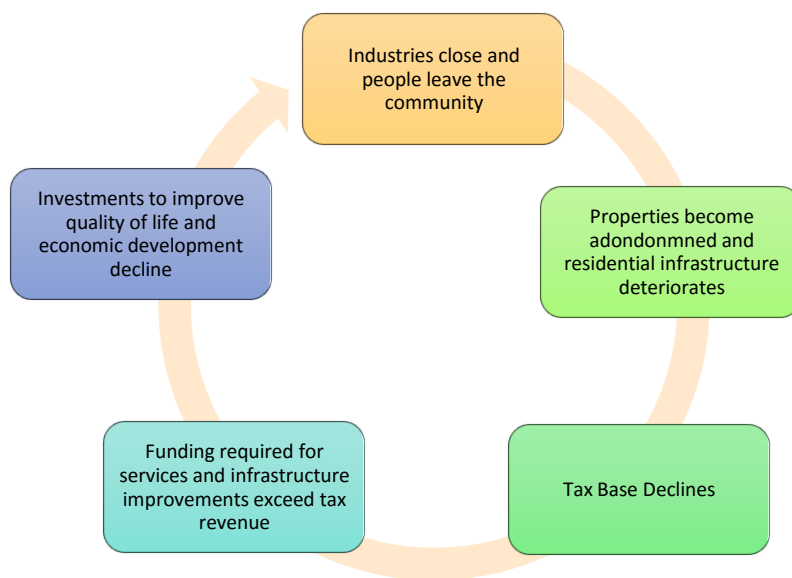 Industries close and
people leave the
community
Properties become
adondonmned and
residential infrastructure
deteriorates
Tax Base Declines
Funding required for
services and infrastructure
improvements exceed tax
revenue
Investments to improve
quality of life and
economic development
decline